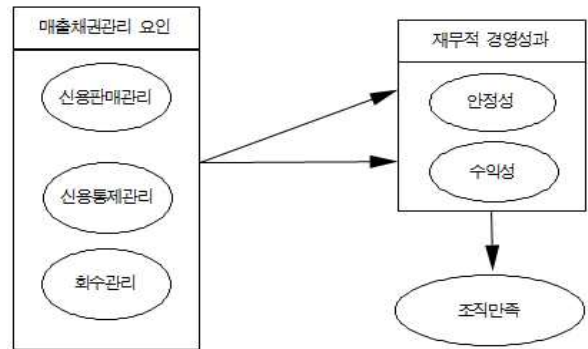 매출채권관리 요인
신용판매관리
신용통제관리
회수관리
재무적 경영성과
안정성
수익성
조직만족